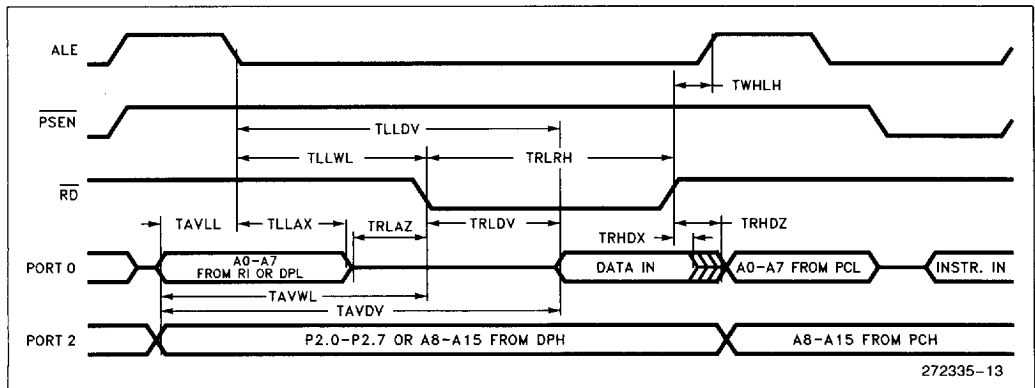 ALE
TWHLH
PSEN
TLLDV
TLLWL
TRLRH
RD
TAVLL
TLLAX
TRLAZ
TRLDV
TRHDX
TRHDZ
PORT 0
A0-A7
FROM RI OR DPL
DATA IN
A0-A7 FROM PCL
INSTR. IN
TAVWL
TAVDV
PORT 2
P2.0-P2.7 OR A8-A15 FROM DPH
A8-A15 FROM PCH
272335-13